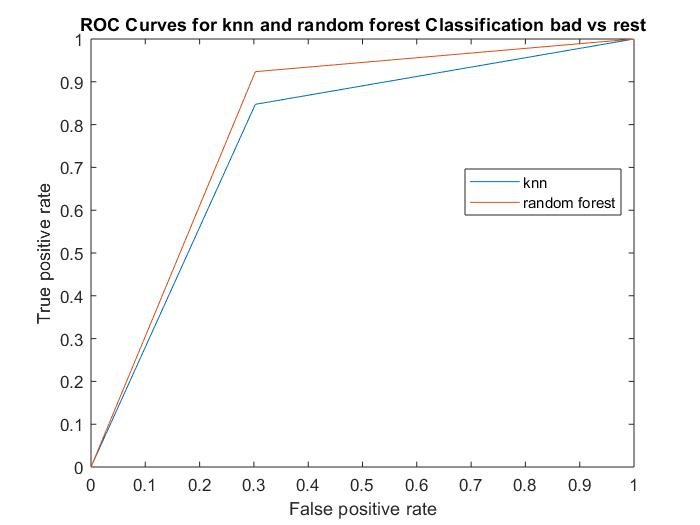 ROC Curves for knn and random forest Classification bad vs rest
1
0.9
0.8
0.7
0.6
0.5
0.4
0.3
0.2
0.1
0
True positive rate
knn
random forest
0 0.1 0.2 0.3 0.4 0.5 0.6 0.7 0.8 0.9 1
False positive rate